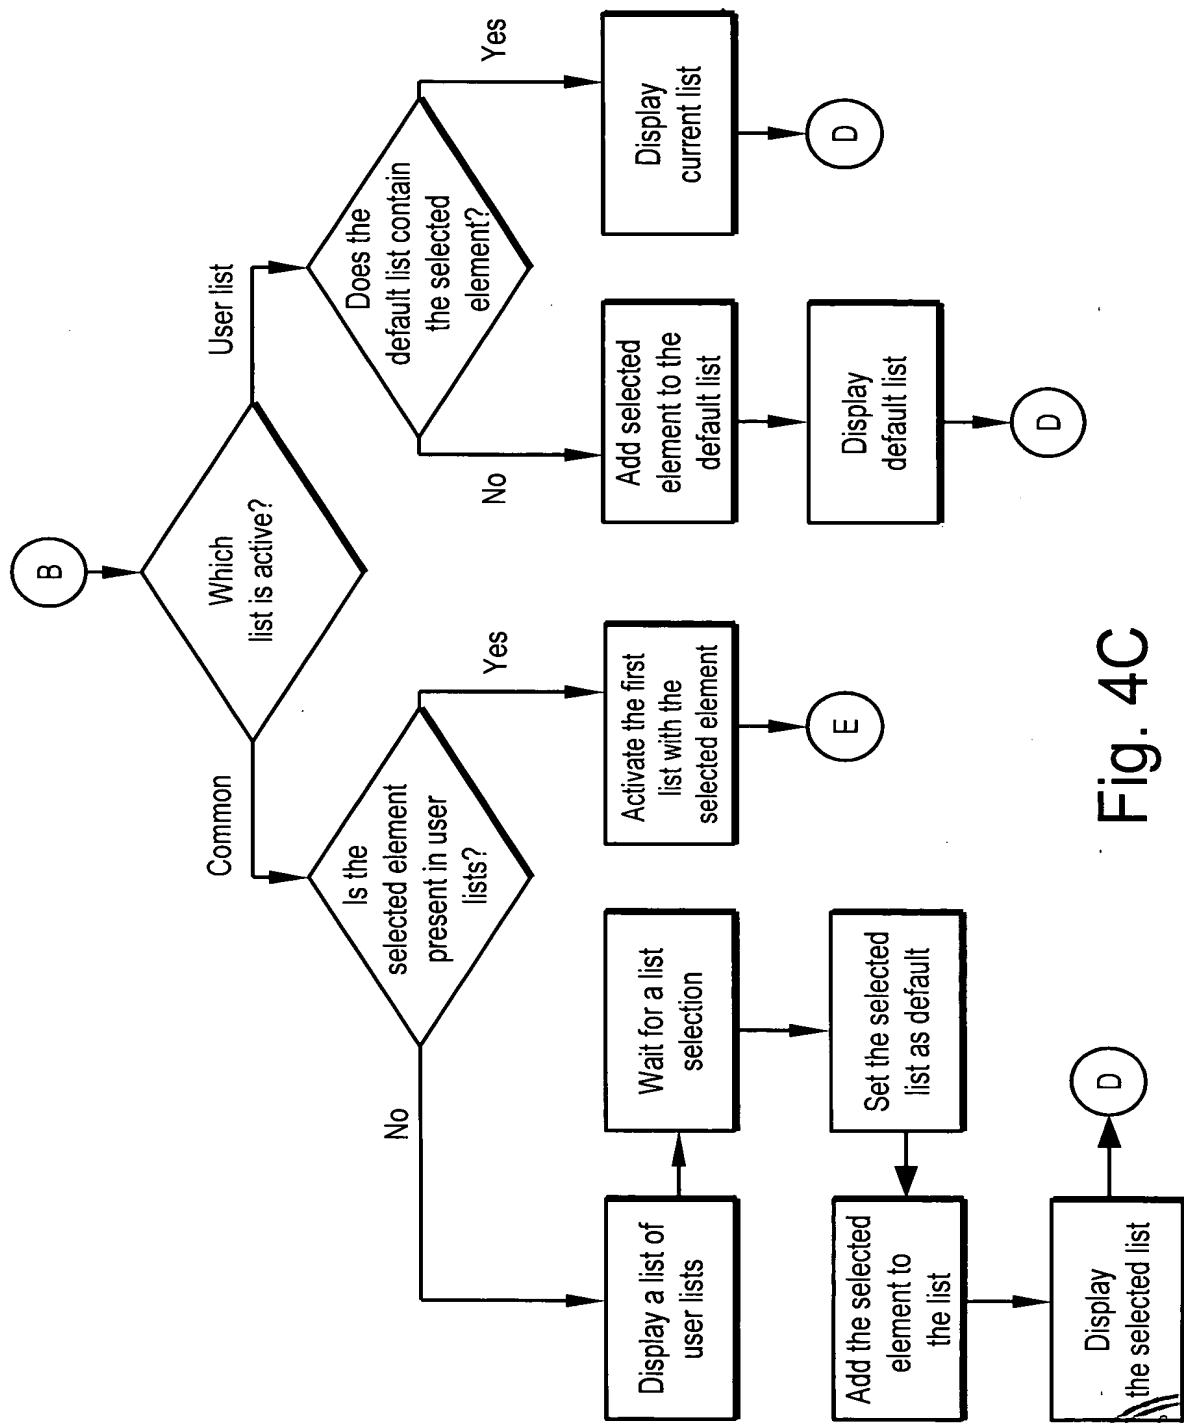 B
Which
list is active?
Common
User list
Is the
selected element
present in user
lists?
Does the
default list contain
the selected
element?
No
Yes
No
Yes
Display a list of
user lists
Wait for a list
selection
Activate the first
list with the
selected element
Add selected
element to the
default list
Display
current list
Add the selected
element to
the list
Set the selected
list as default
E
Display
default list
D
Display
the selected list
D
D
Fig. 4C